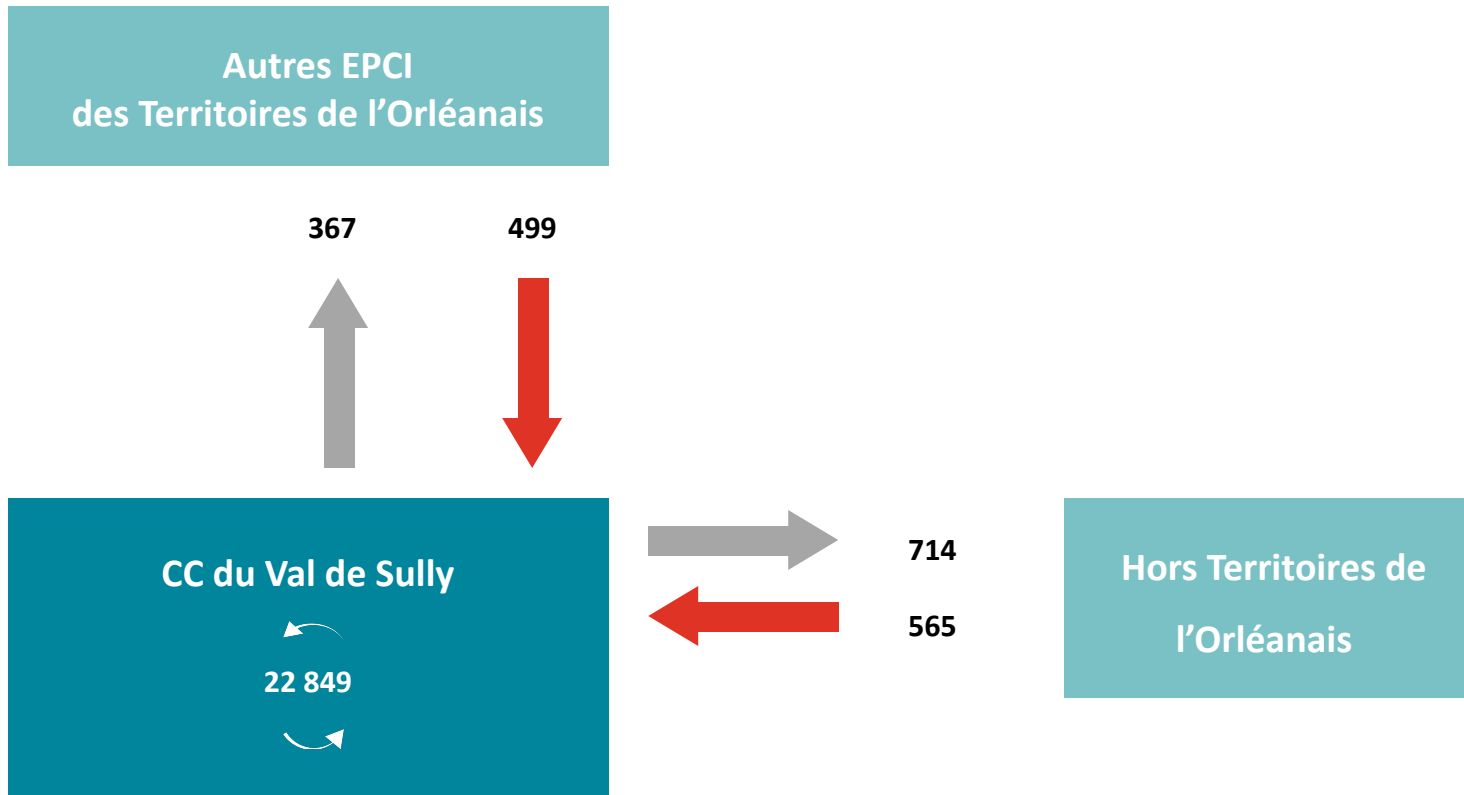 Autres EPCI
des Territoires de l’Orléanais
367
499
CC du Val de Sully
22 849
714
565
Hors Territoires de
l’Orléanais